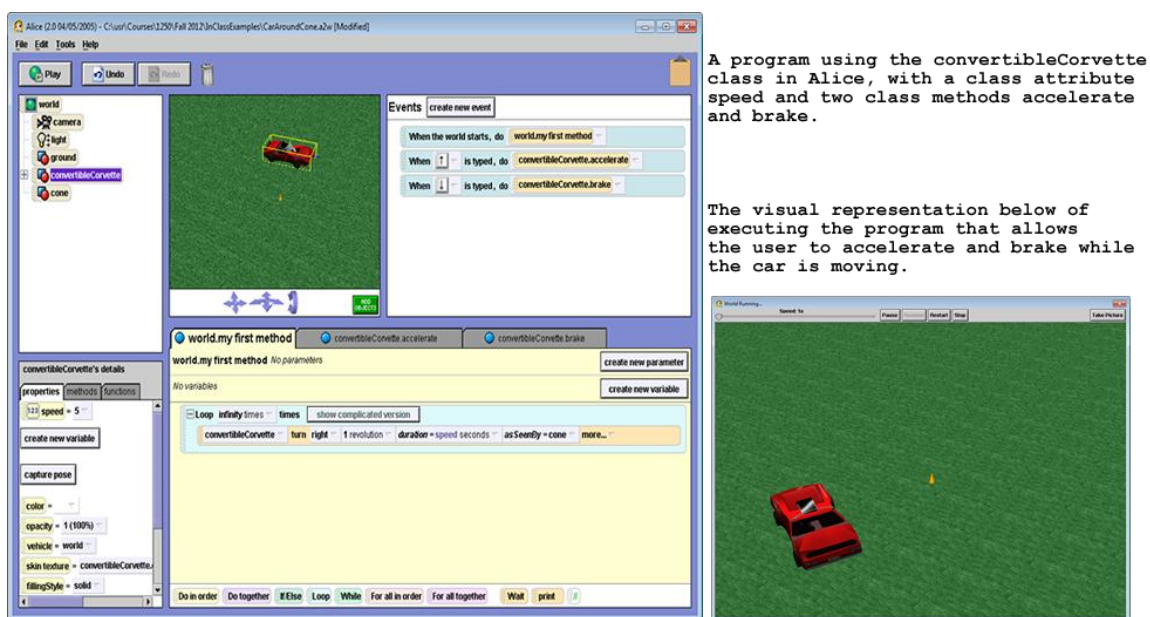 Alice (2.0 04/05/2005) - C:\usr\Courses\1250\Fall 2012\InClassExamples\CarAroundCone.a2w [Modified]
File Edit Tools Help
Play Undo Redo
world
camera
light
ground
convertibleCorvette
cone
ADD OBJECTS
Events create new event
When the world starts, do world.my first method
When ↑ is typed, do convertibleCorvette.accelerate
When ↓ is typed, do convertibleCorvette.brake
convertibleCorvette's details
properties methods functions
123 speed = 5
create new variable
capture pose
color =
opacity = 1 (100%)
vehicle = world
skin texture = convertibleCorvette.
fillingStyle = solid
world.my first method convertibleCorvette.accelerate convertibleCorvette.brake
world.my first method No parameters create new parameter
No variables create new variable
Loop infinity times times show complicated version
convertibleCorvette turn right 1 revolution duration = speed seconds asSeenBy = cone more...
Do in order Do together If/Else Loop While For all in order For all together Wait print //
A program using the convertibleCorvette
class in Alice, with a class attribute
speed and two class methods accelerate
and brake.
The visual representation below of
executing the program that allows
the user to accelerate and brake while
the car is moving.
World Running...
Speed: 1x Pause Restart Stop Take Picture